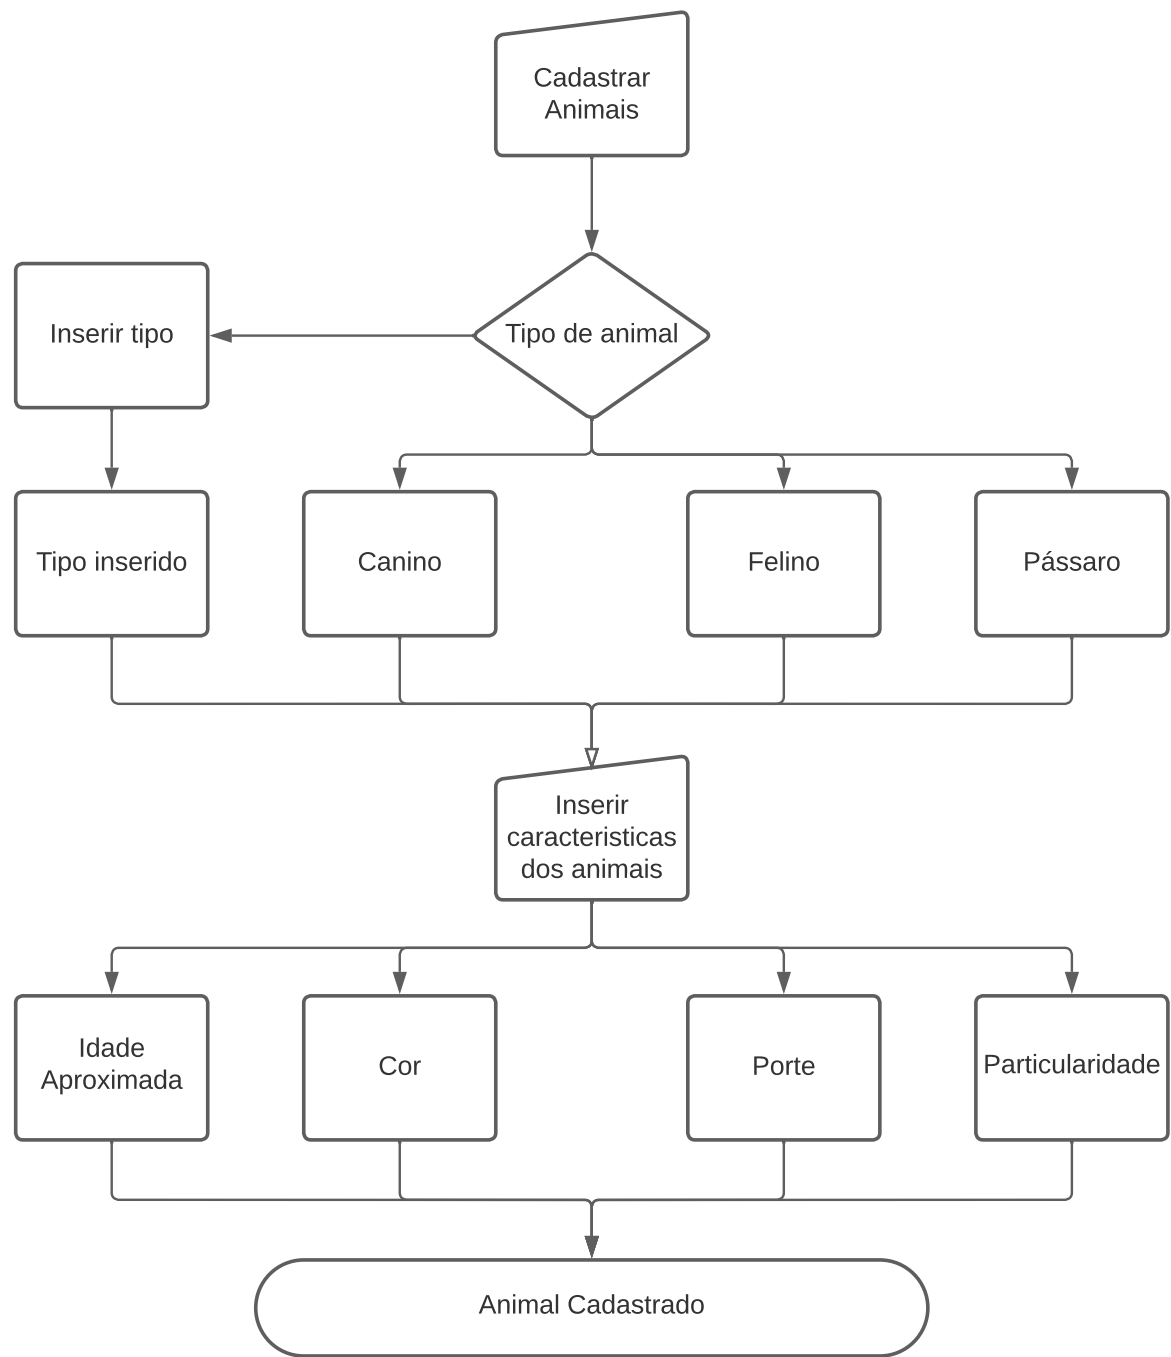 Cadastrar
Animais
Inserir tipo
Tipo de animal
Tipo inserido
Canino
Felino
Pássaro
Inserir
caracteristicas
dos animais
Idade
Aproximada
Cor
Porte
Particularidade
Animal Cadastrado